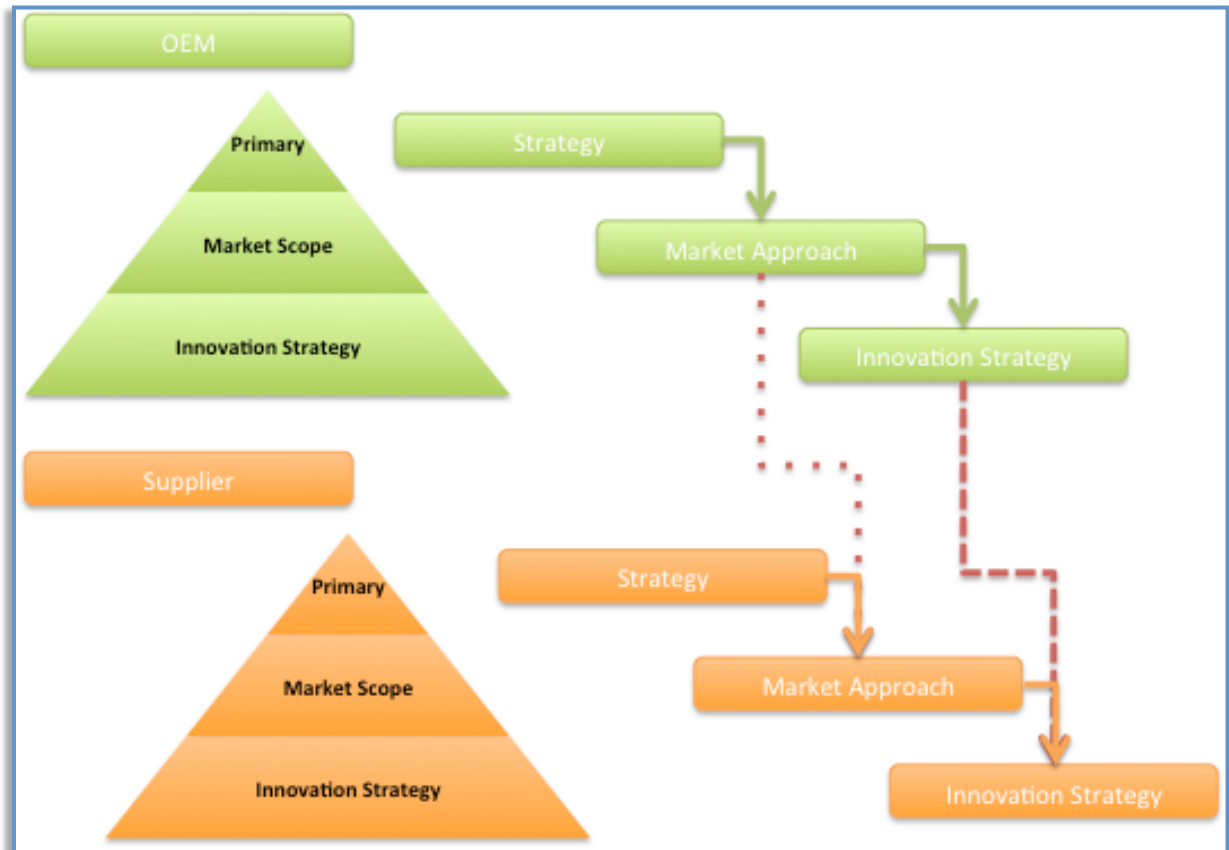 OEM
Primary
Strategy
Market Scope
Market Approach
Innovation Strategy
Innovation Strategy
Supplier
Primary
Strategy
Market Scope
Market Approach
Innovation Strategy
Innovation Strategy